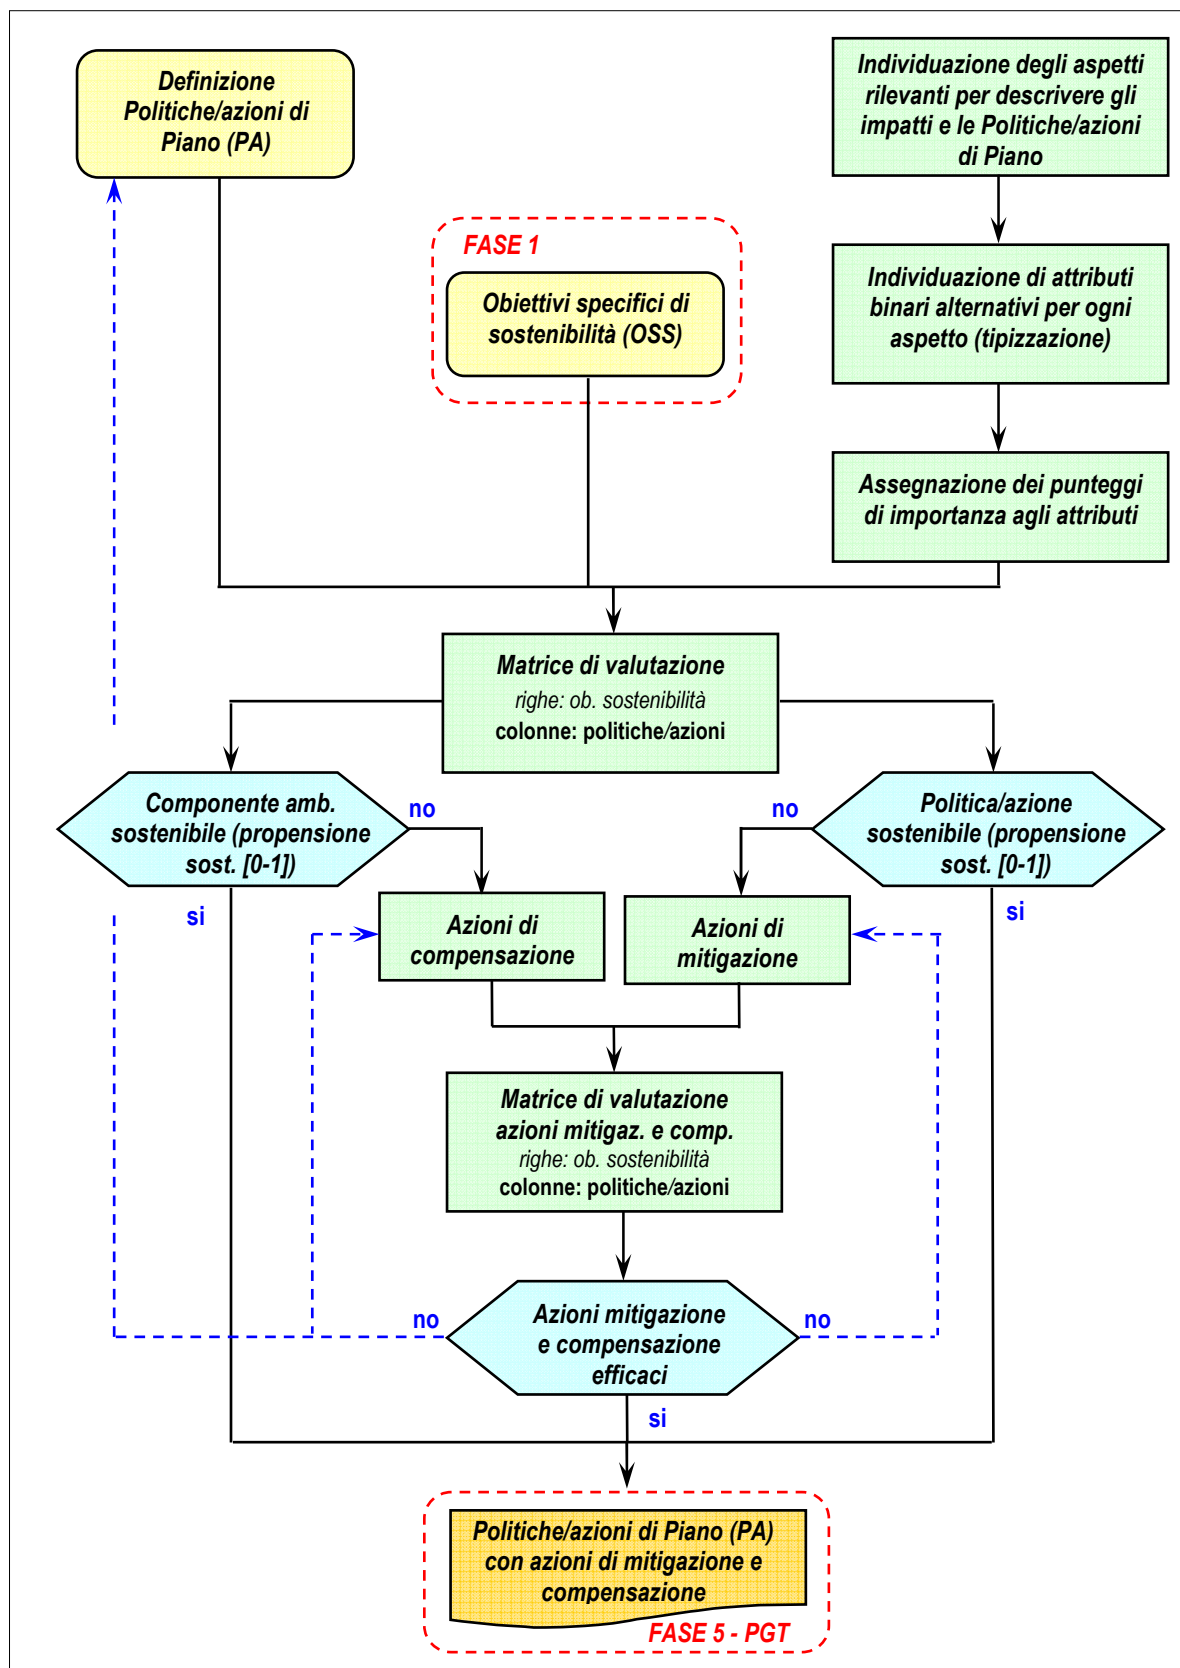 Definizione
Politiche/azioni di
Piano (PA)
Individuazione degli aspetti
rilevanti per descrivere gli
impatti e le Politiche/azioni
di Piano
FASE 1
Obiettivi specifici di
sostenibilità (OSS)
Individuazione di attributi
binari alternativi per ogni
aspetto (tipizzazione)
Assegnazione dei punteggi
di importanza agli attributi
Matrice di valutazione
righe: ob. sostenibilità
colonne: politiche/azioni
Componente amb.
sostenibile (propensione
sost. [0-1])
no
si
no
Politica/azione
sostenibile (propensione
sost. [0-1])
si
Azioni di
compensazione
Azioni di
mitigazione
Matrice di valutazione
azioni mitigaz. e comp.
righe: ob. sostenibilità
colonne: politiche/azioni
no
Azioni mitigazione
e compensazione
efficaci
no
si
Politiche/azioni di Piano (PA)
con azioni di mitigazione e
compensazione
FASE 5 - PGT